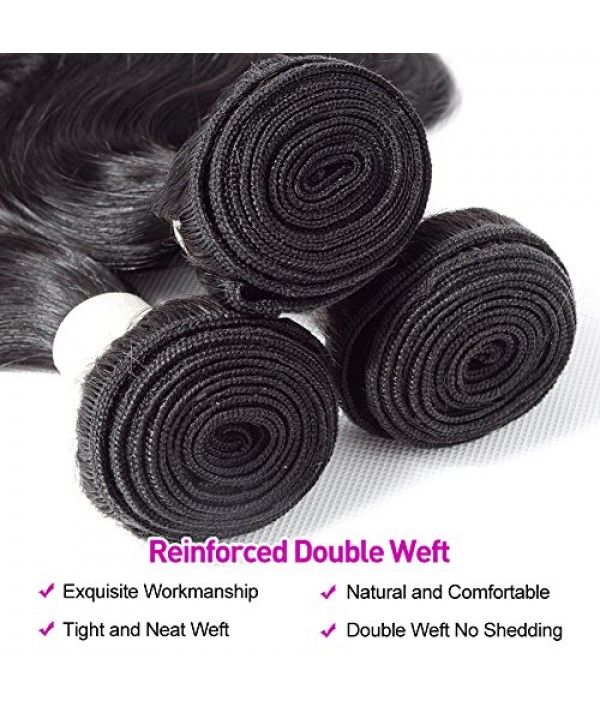 Reinforced Double Weft
✓ Exquisite Workmanship
✓ Natural and Comfortable
✓ Tight and Neat Weft
✓ Double Weft No Shedding